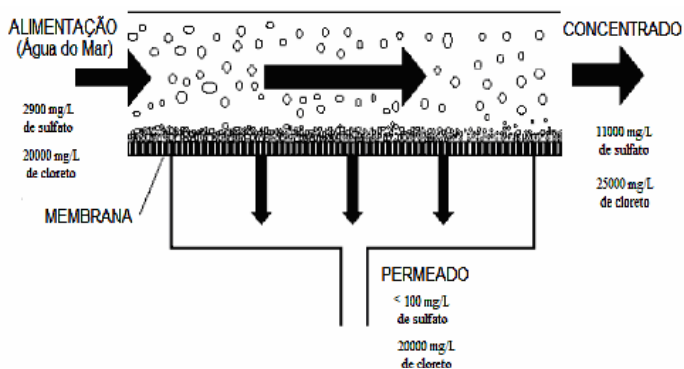 ALIMENTAÇÃO
(Água do Mar)
2900 mg/L
de sulfato
20000 mg/L
de cloreto
MEMBRANA
CONCENTRADO
11000 mg/L
de sulfato
25000 mg/L
de cloreto
PERMEADO
< 100 mg/L
de sulfato
20000 mg/L
de cloreto